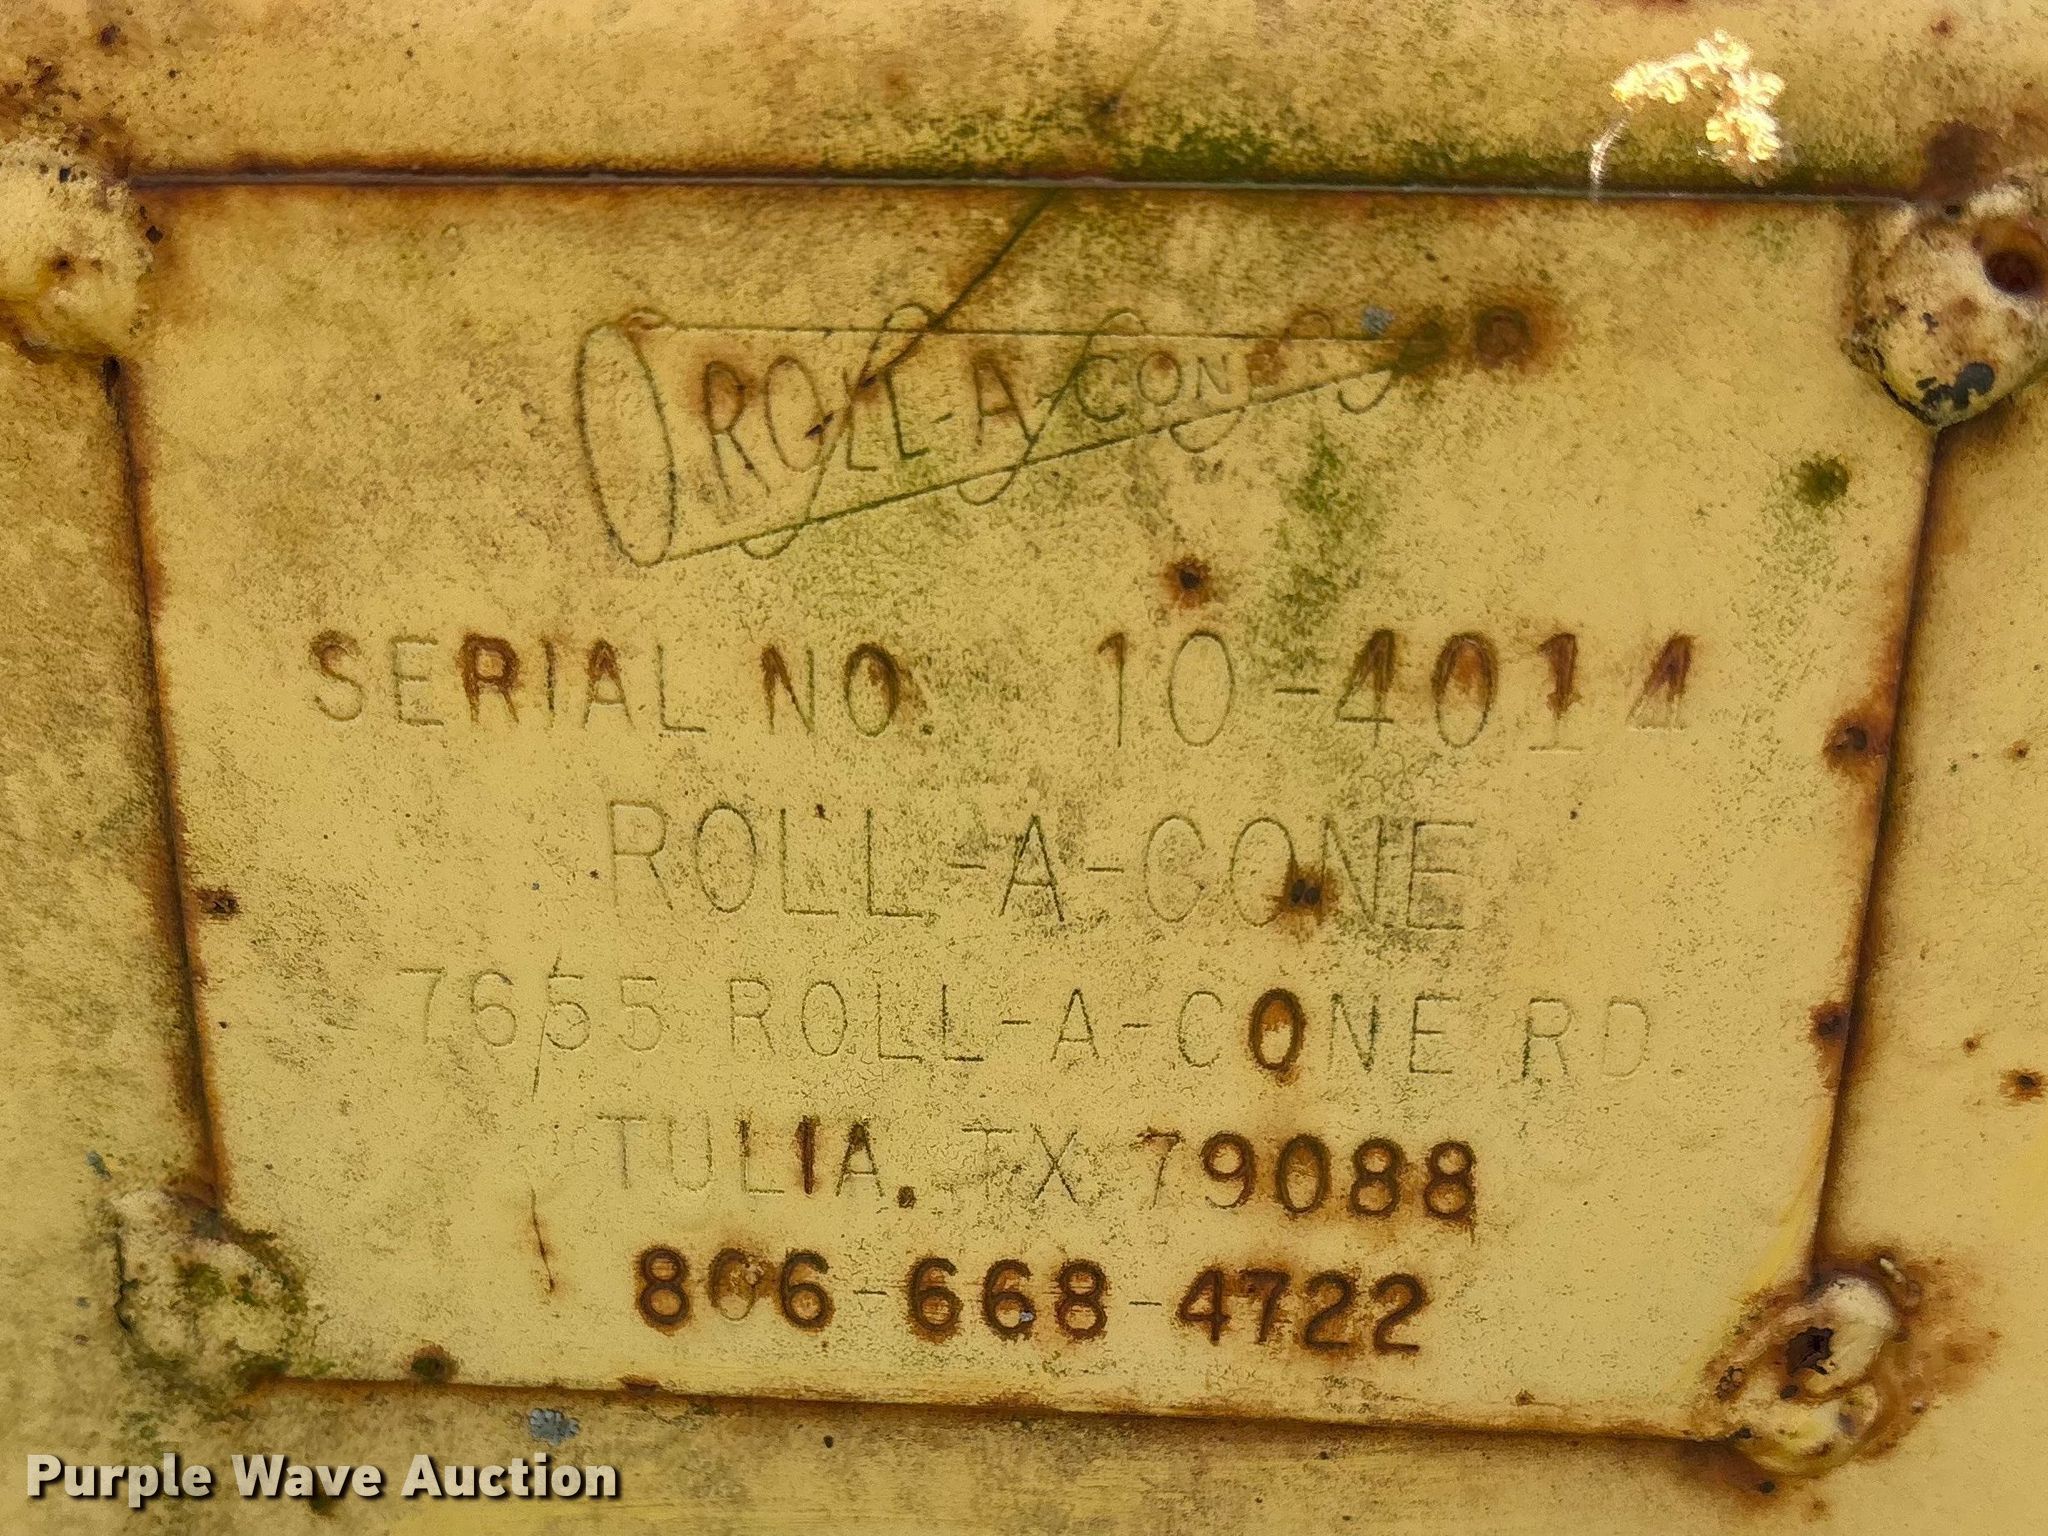 ROLL-A-CONE
SERIAL NO. 10-4014
ROLL-A-CONE
7655 ROLL-A-CONE RD.
TULIA, TX 79088
806-668-4722
Purple Wave Auction